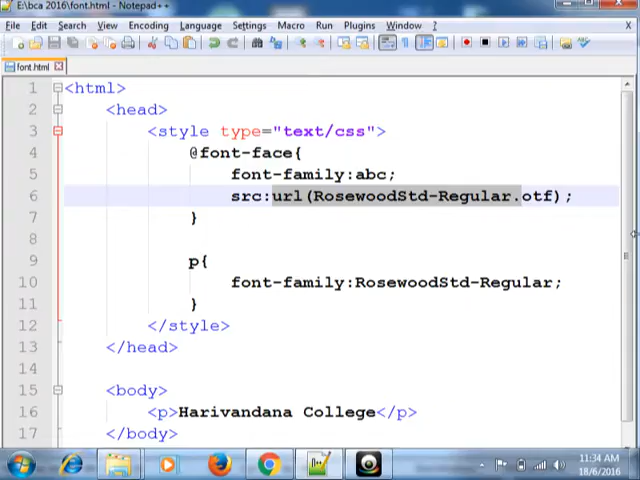 E:\bca 2016\font.html - Notepad++
File Edit Search View Encoding Language Settings Macro Run Plugins Window ? X
font.html
1 <html>
2 <head>
3 <style type="text/css">
4 @font-face{
5 font-family:abc;
6 src:url(RosewoodStd-Regular.otf);
7 }
8
9 p{
10 font-family:RosewoodStd-Regular;
11 }
12 </style>
13 </head>
14
15 <body>
16 <p>Harivandana College</p>
17 </body>
11:34 AM
18/6/2016